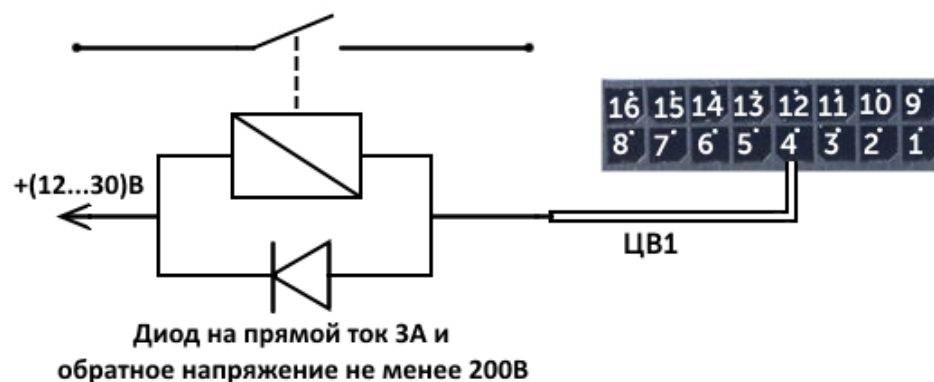 16 15 14 13 12 11 10 9
8 7 6 5 4 3 2 1
+(12...30)В
ЦВ1
Диод на прямой ток 3А и
обратное напряжение не менее 200В